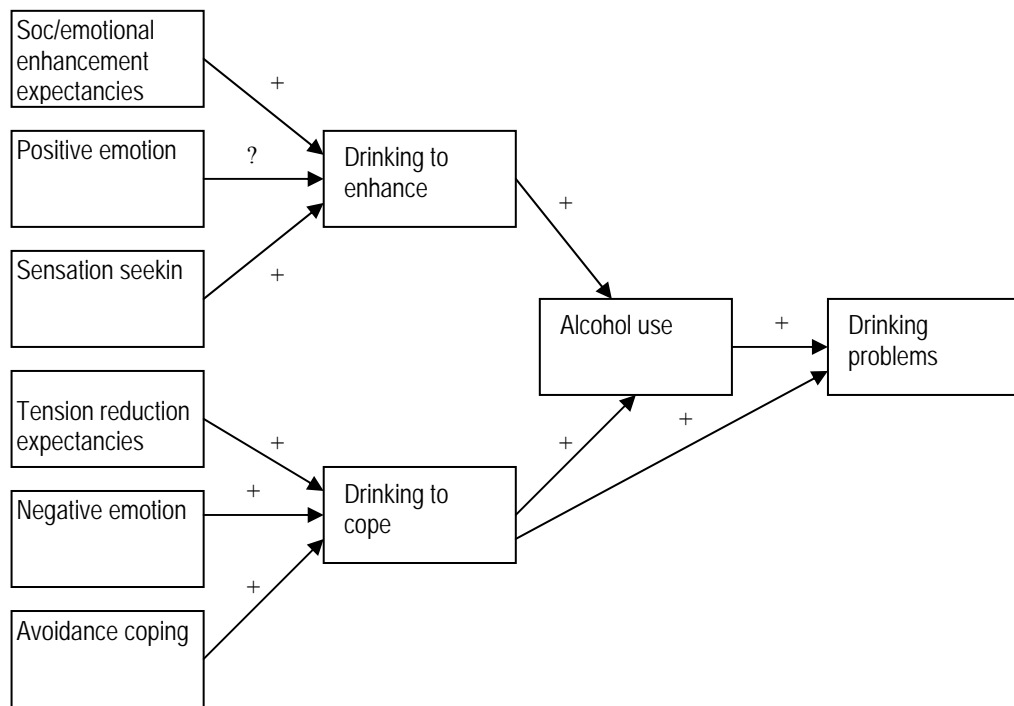 Soc/emotional
enhancement
expectancies
+
Positive emotion
?
Drinking to
enhance
+
Sensation seekin
+
Alcohol use
+
Drinking
problems
Tension reduction
expectancies
+
+
+
Negative emotion
+
Drinking to
cope
+
Avoidance coping